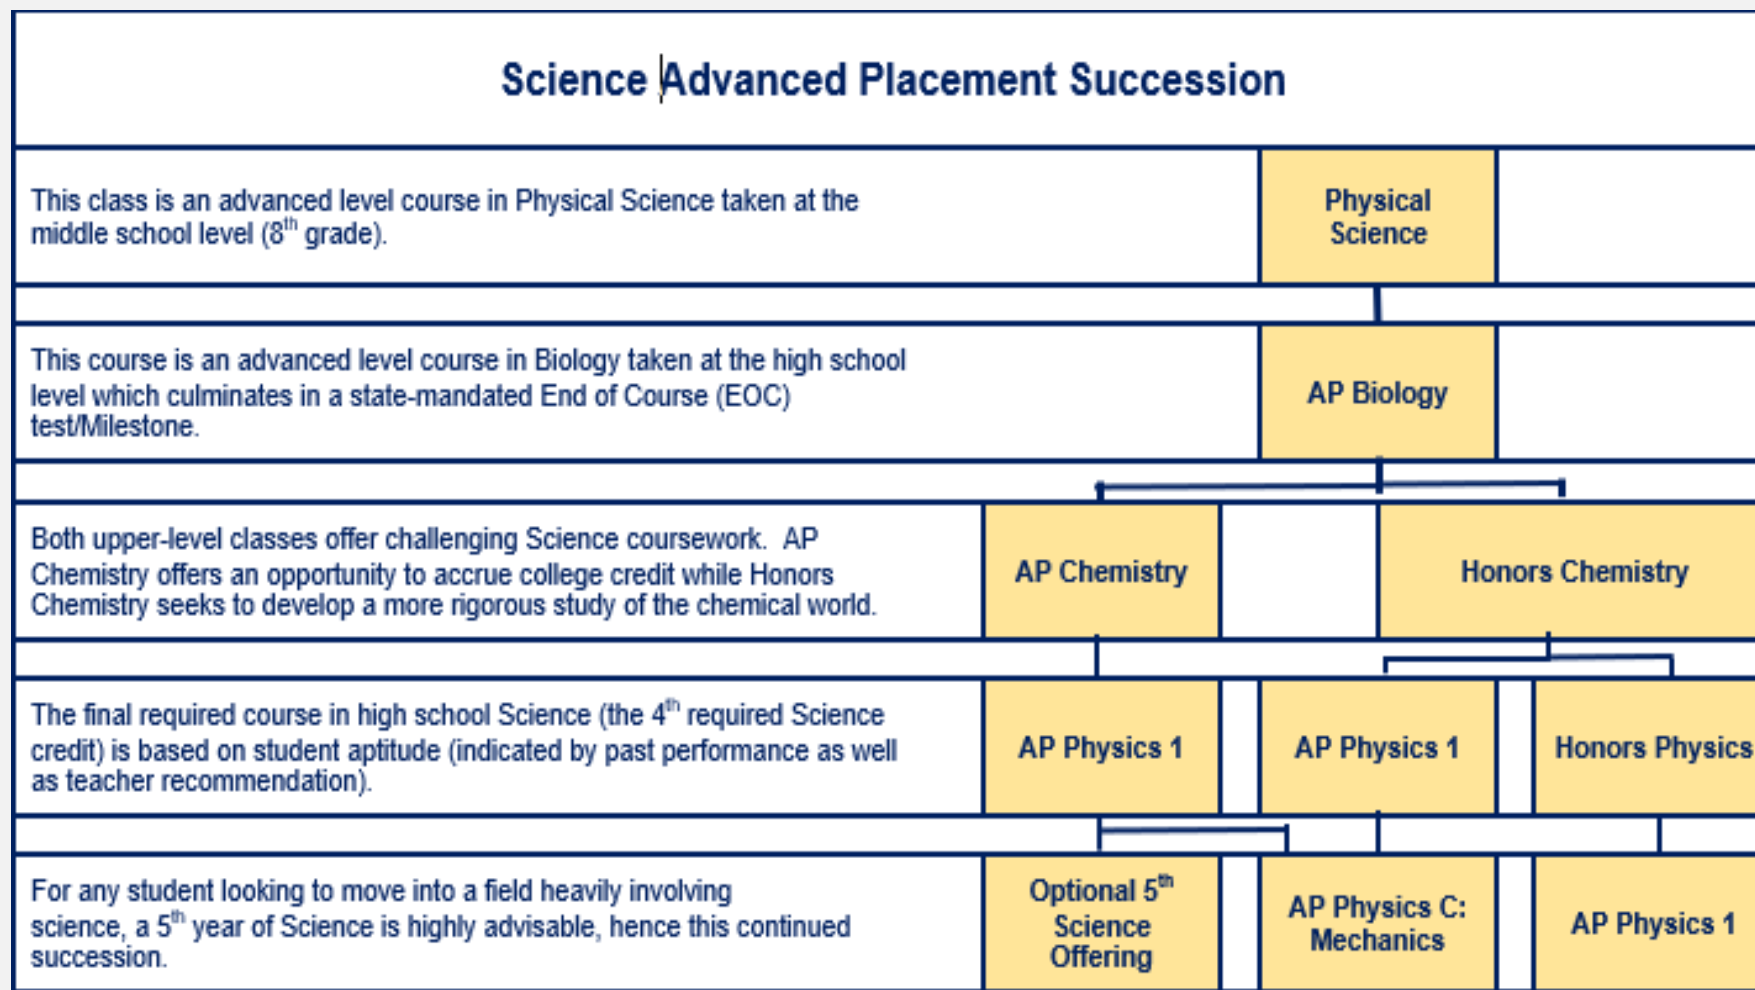 Science Advanced Placement Succession
This class is an advanced level course in Physical Science taken at the
middle school level (8th grade).
Physical
Science
This course is an advanced level course in Biology taken at the high school
level which culminates in a state-mandated End of Course (EOC)
test/Milestone.
AP Biology
Both upper-level classes offer challenging Science coursework. AP
Chemistry offers an opportunity to accrue college credit while Honors
Chemistry seeks to develop a more rigorous study of the chemical world.
AP Chemistry
Honors Chemistry
The final required course in high school Science (the 4th required Science
credit) is based on student aptitude (indicated by past performance as well
as teacher recommendation).
AP Physics 1
AP Physics 1
Honors Physics
For any student looking to move into a field heavily involving
science, a 5th year of Science is highly advisable, hence this continued
succession.
Optional 5th
Science
Offering
AP Physics C:
Mechanics
AP Physics 1